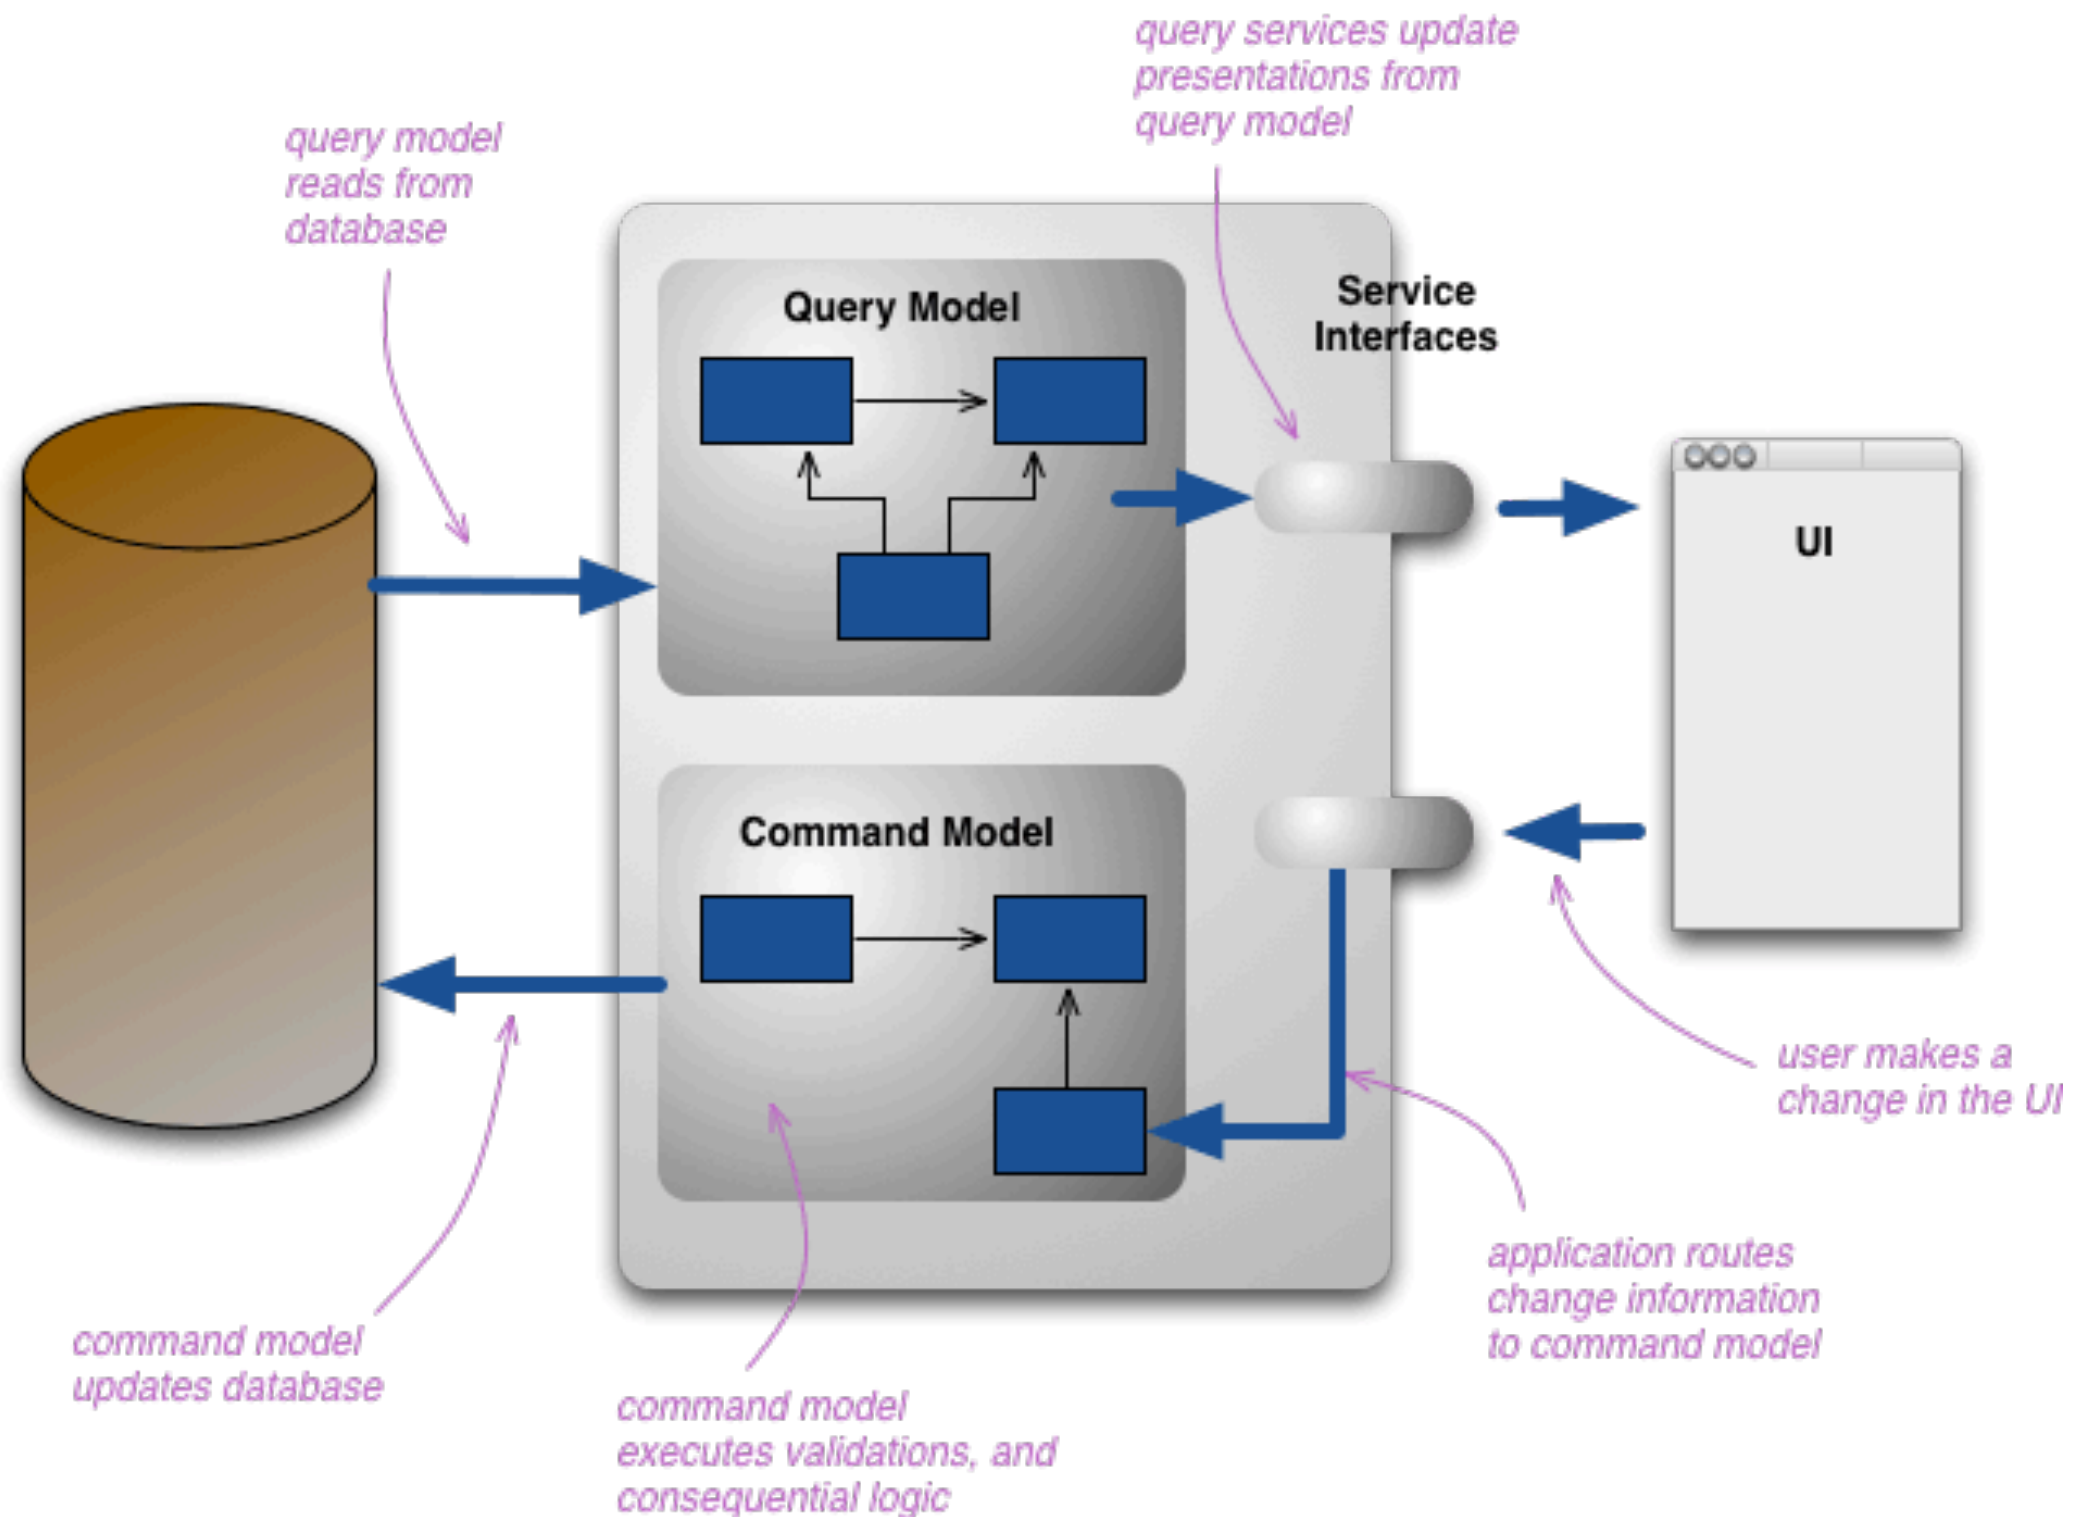 query services update
presentations from
query model
query model
reads from
database
Query Model
Service
Interfaces
UI
Command Model
user makes a
change in the UI
application routes
change information
to command model
command model
updates database
command model
executes validations, and
consequential logic